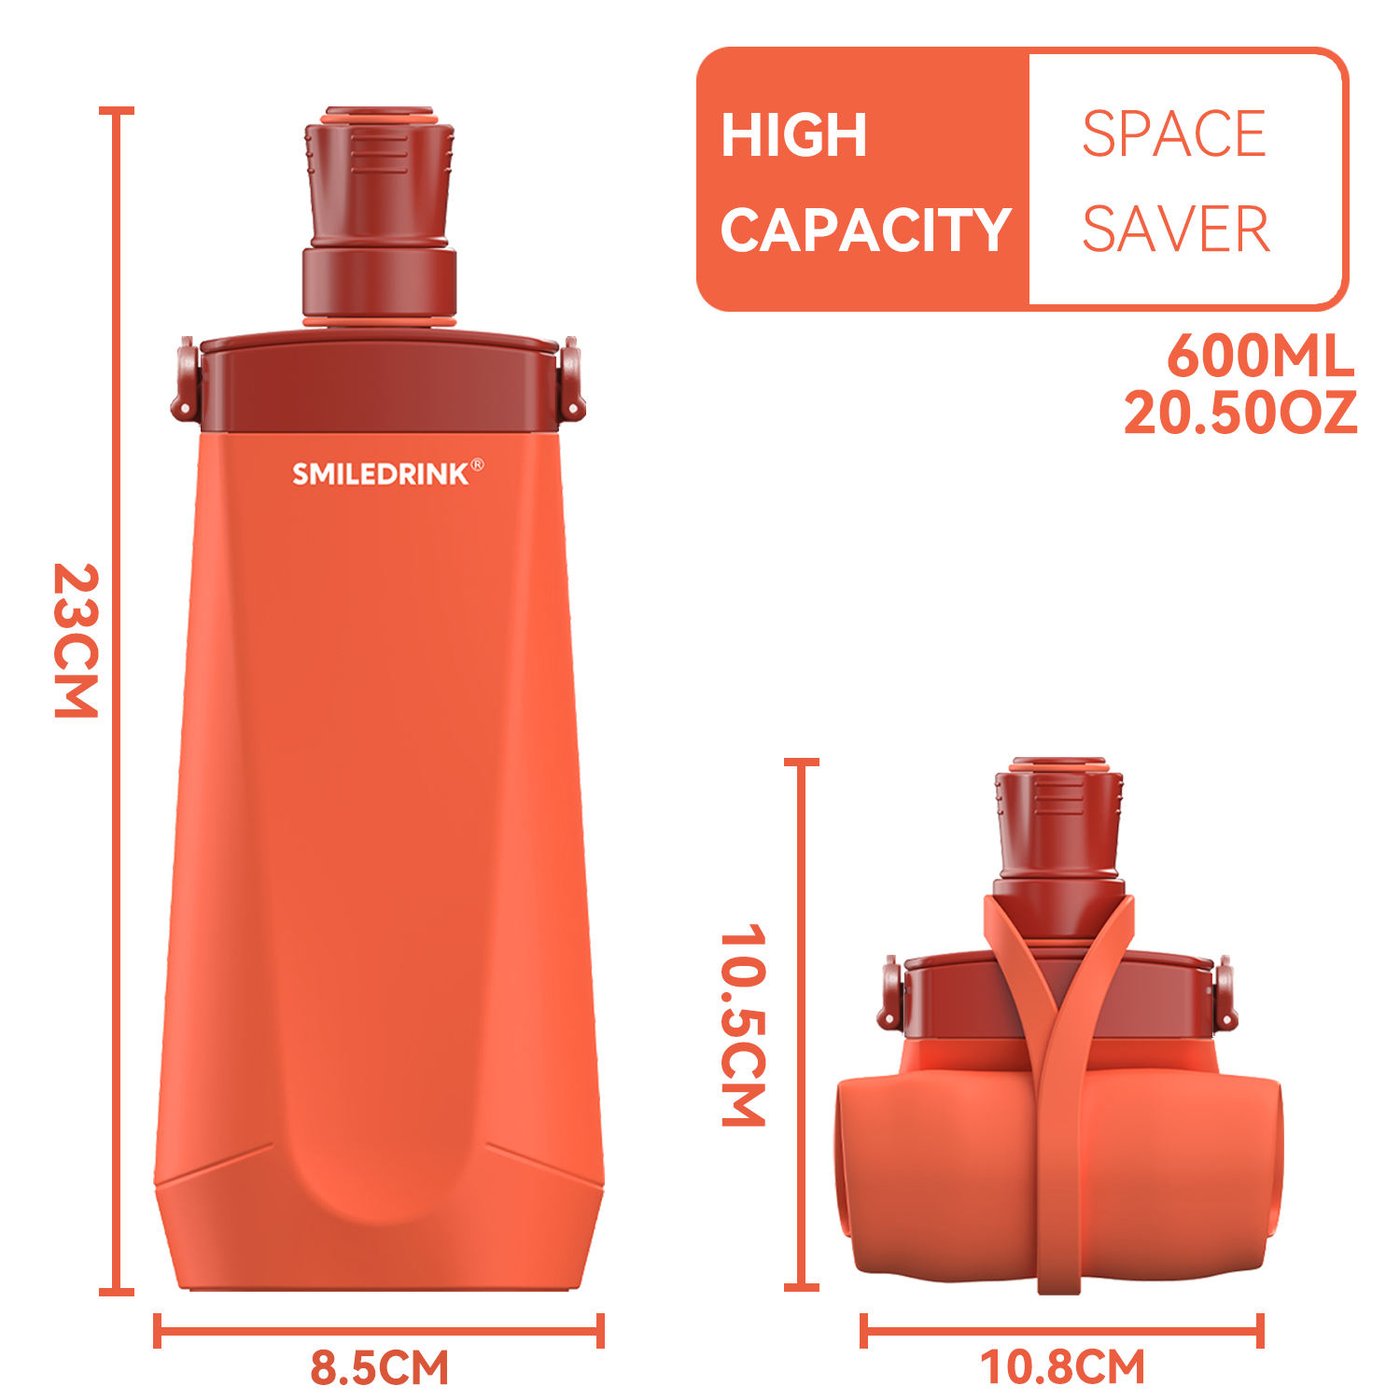 HIGH
CAPACITY
SPACE
SAVER
600ML
20.50OZ
SMILEDRINK®
23CM
8.5CM
10.5CM
10.8CM